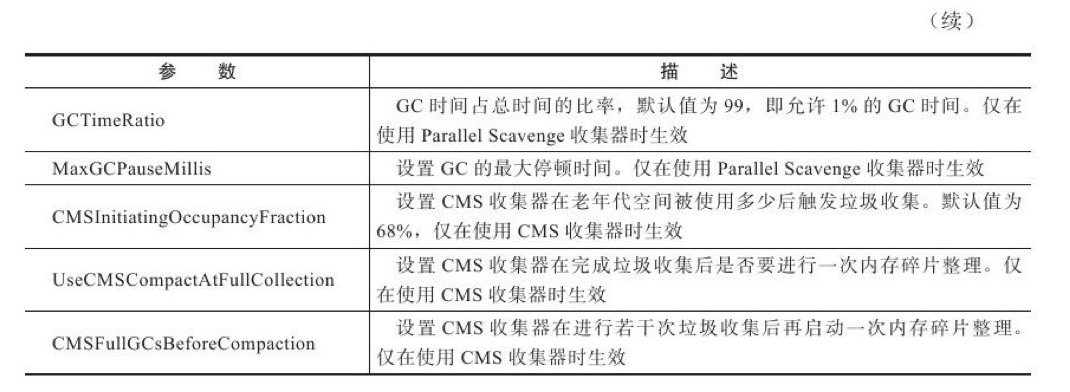 （续）
参 数 描 述
GCTimeRatio
GC 时间占总时间的比率，默认值为 99，即允许 1% 的 GC 时间。仅在
使用 Parallel Scavenge 收集器时生效
MaxGCPauseMillis
设置 GC 的最大停顿时间。仅在使用 Parallel Scavenge 收集器时生效
CMSInitiatingOccupancyFraction
设置 CMS 收集器在老年代空间被使用多少后触发垃圾收集。默认值为
68%，仅在使用 CMS 收集器时生效
UseCMSCompactAtFullCollection
设置 CMS 收集器在完成垃圾收集后是否要进行一次内存碎片整理。仅
在使用 CMS 收集器时生效
CMSFullGCsBeforeCompaction
设置 CMS 收集器在进行若干次垃圾收集后再启动一次内存碎片整理。
仅在使用 CMS 收集器时生效